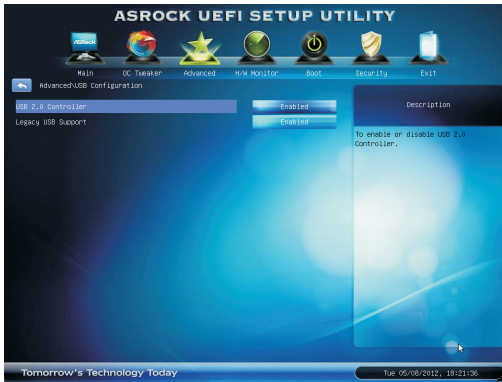 ASROCK UEFI SETUP UTILITY
ASRock
Main OC Tweaker Advanced H/W Monitor Boot Security Exit
Advanced\USB Configuration
USB 2.0 Controller Enabled
Legacy USB Support Enabled
Description
To enable or disable USB 2.0
Controller.
Tomorrow's Technology Today
Tue 05/08/2012, 18:21:36